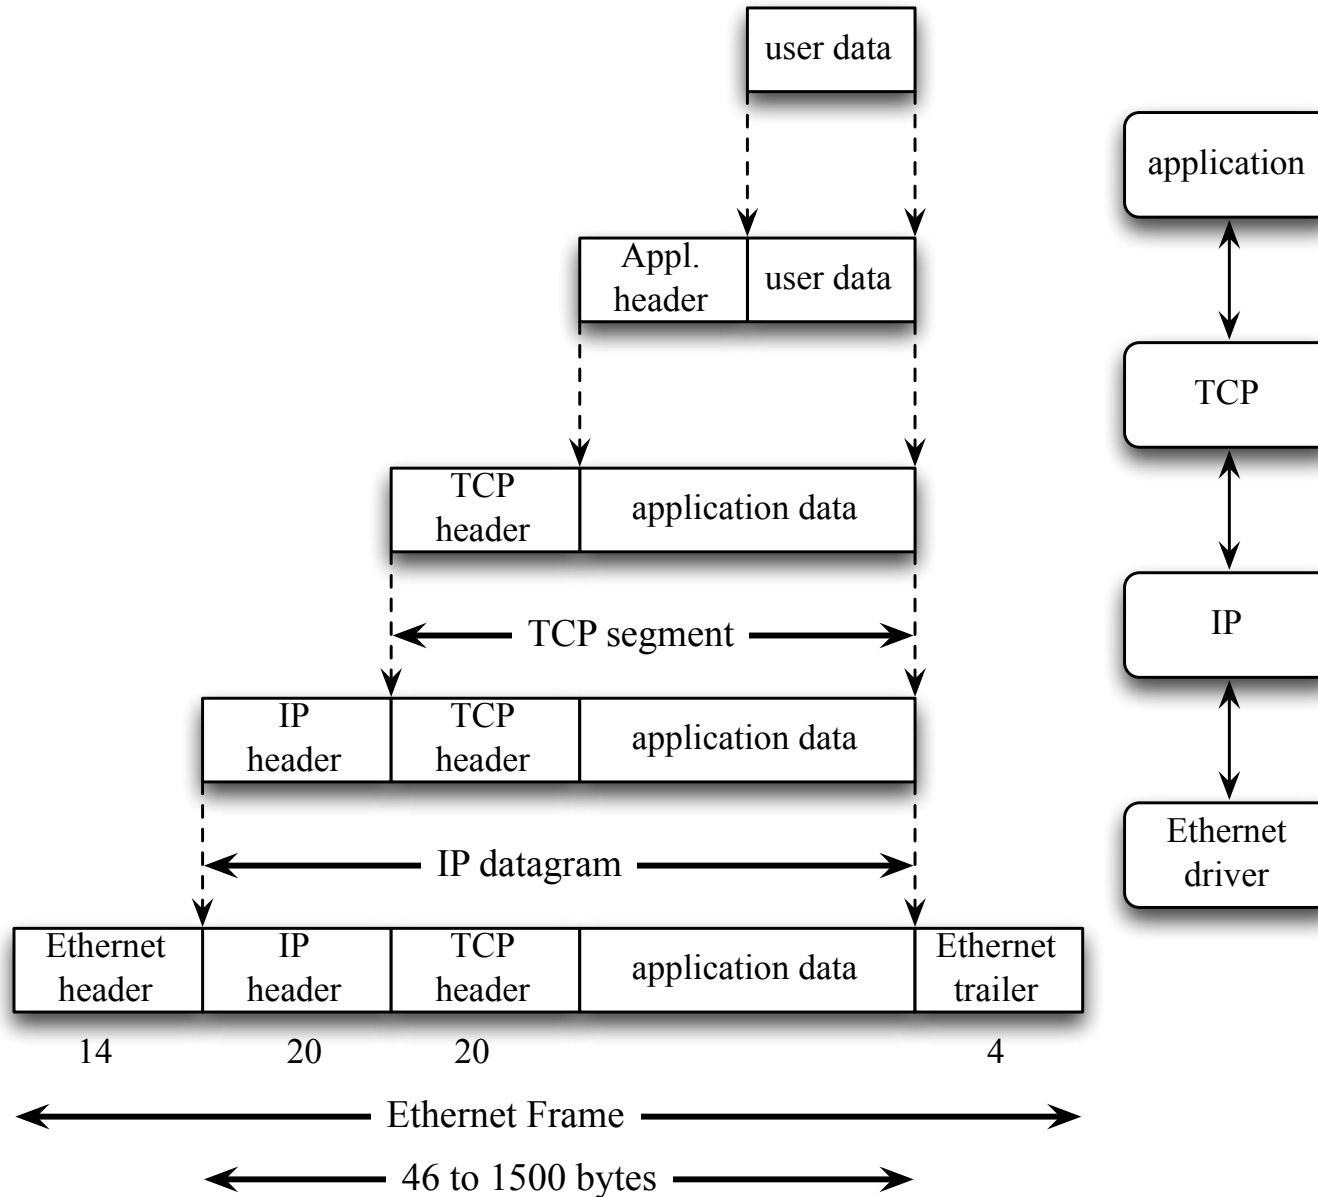 user data
application
Appl.
header
user data
TCP
TCP
header
application data
TCP segment
IP
IP
header
TCP
header
application data
IP datagram
Ethernet
driver
Ethernet
header
IP
header
TCP
header
application data
Ethernet
trailer
14
20
20
4
Ethernet Frame
46 to 1500 bytes